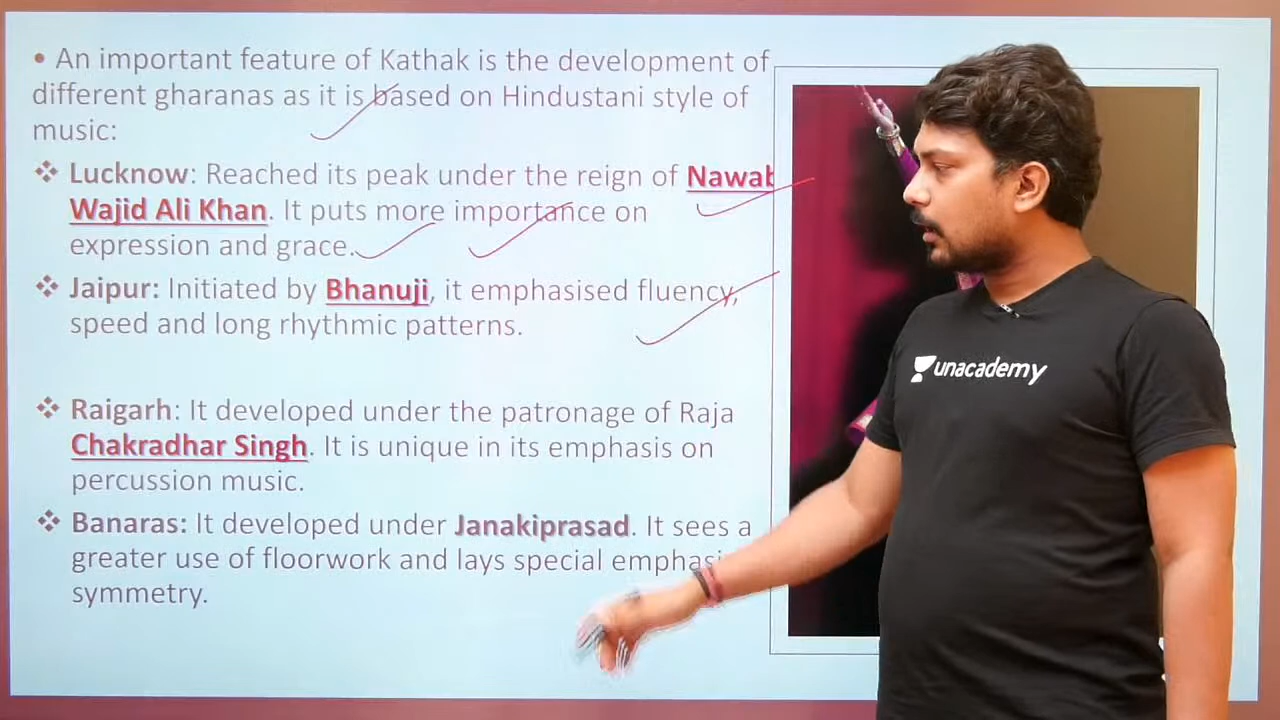 • An important feature of Kathak is the development of
different gharanas as it is based on Hindustani style of
music:
❖ Lucknow: Reached its peak under the reign of Nawab
Wajid Ali Khan. It puts more importance on
expression and grace.
❖ Jaipur: Initiated by Bhanuji, it emphasised fluency,
speed and long rhythmic patterns.
❖ Raigarh: It developed under the patronage of Raja
Chakradhar Singh. It is unique in its emphasis on
percussion music.
❖ Banaras: It developed under Janakiprasad. It sees a
greater use of floorwork and lays special
symmetry.
unacademy